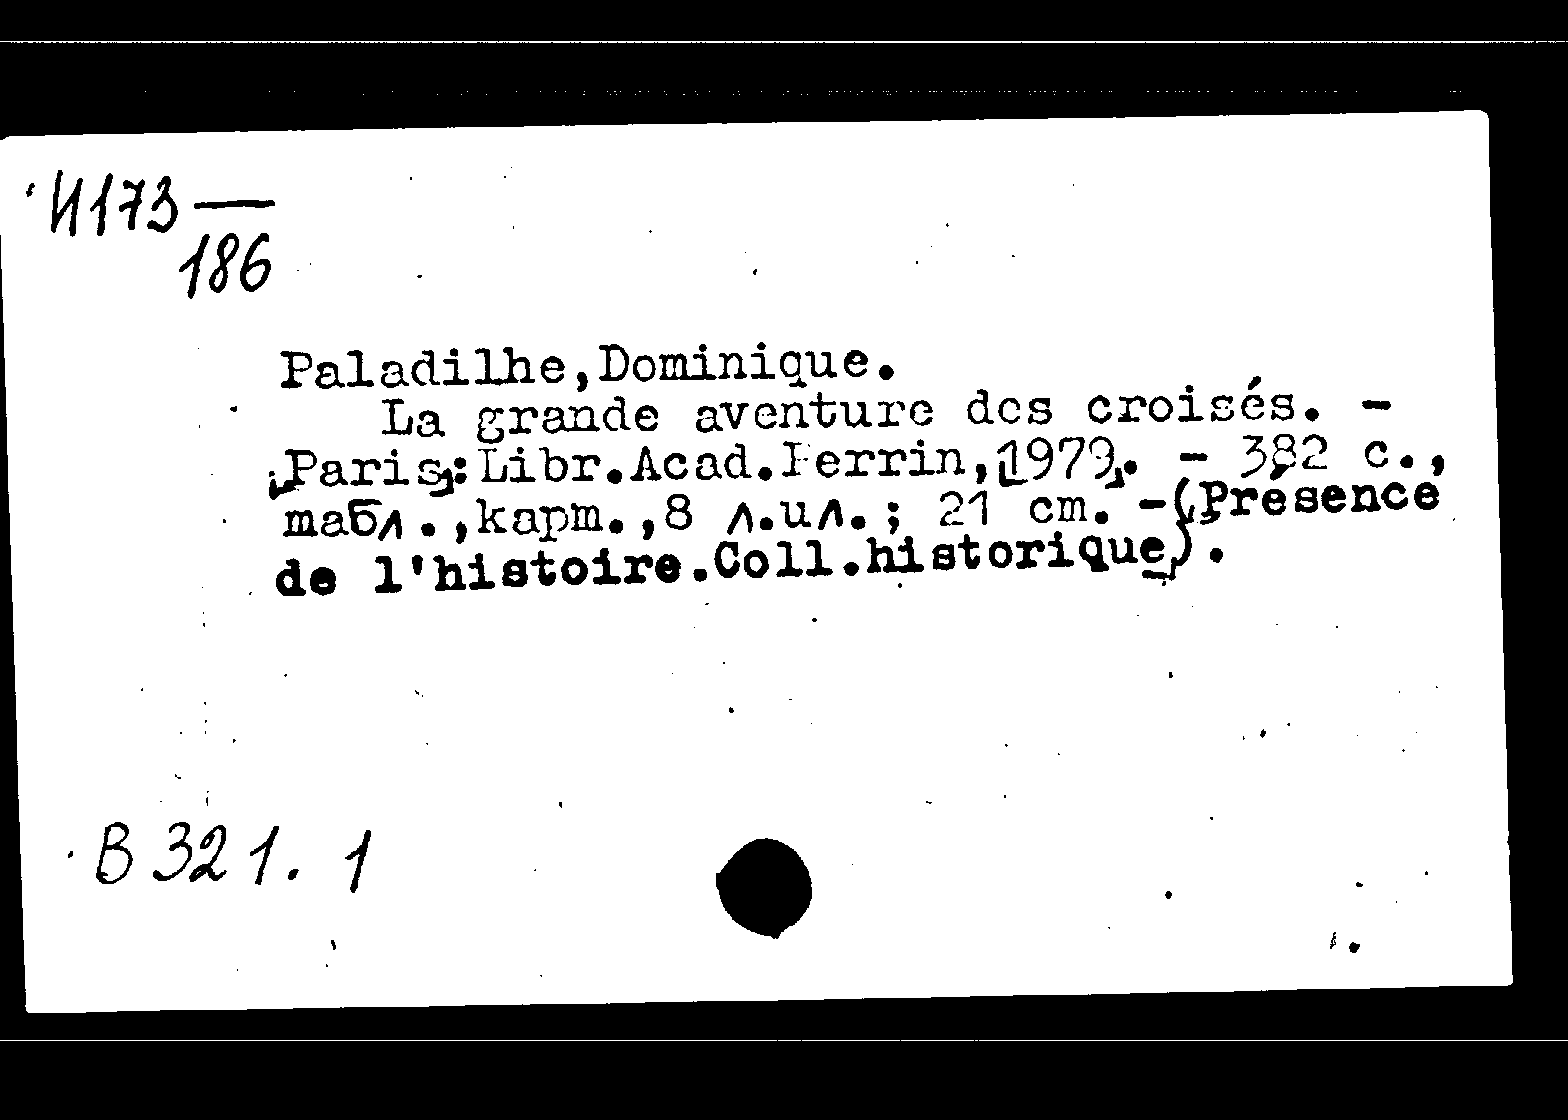 И173 —
186
Paladilhe,Dominique.
La grande aventure des croisés. -
[Paris]:Libr.Acad.Perrin,[1979]. - 382 c.,
табл.,карт.,8 л.ил.; 21 cm. -(Presence
de l'histoire.Coll.historique).
В 321. 1